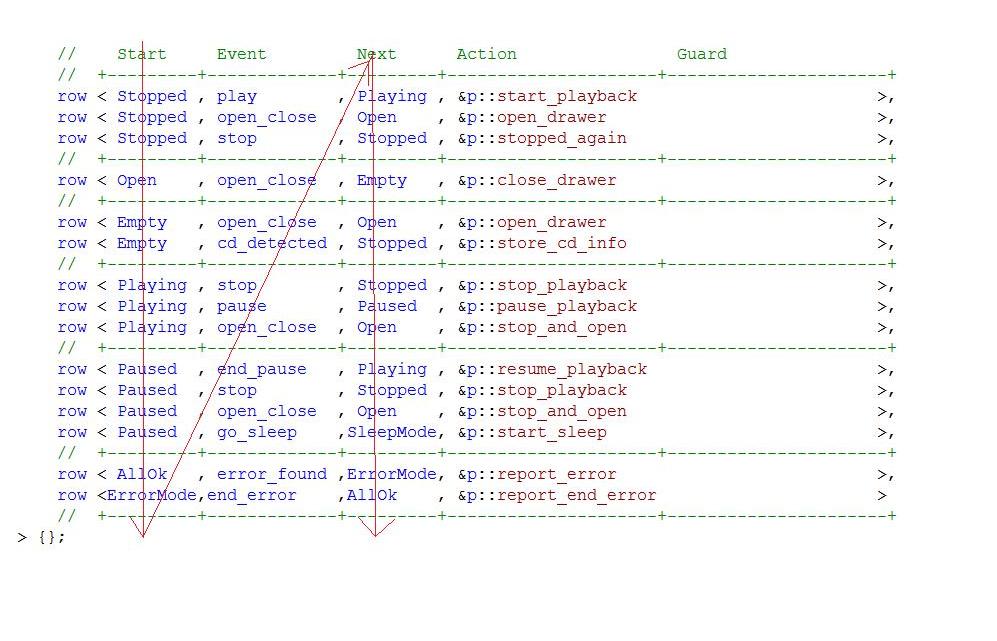 //    Start     Event         Next      Action                Guard
//  +---------+-------------+---------+---------------------+----------------------+
row < Stopped , play        , Playing , &p::start_playback                        >,
row < Stopped , open_close  , Open    , &p::open_drawer                           >,
row < Stopped , stop        , Stopped , &p::stopped_again                         >,
//  +---------+-------------+---------+---------------------+----------------------+
row < Open    , open_close  , Empty   , &p::close_drawer                          >,
//  +---------+-------------+---------+---------------------+----------------------+
row < Empty   , open_close  , Open    , &p::open_drawer                           >,
row < Empty   , cd_detected , Stopped , &p::store_cd_info                         >,
//  +---------+-------------+---------+---------------------+----------------------+
row < Playing , stop        , Stopped , &p::stop_playback                         >,
row < Playing , pause       , Paused  , &p::pause_playback                        >,
row < Playing , open_close  , Open    , &p::stop_and_open                         >,
//  +---------+-------------+---------+---------------------+----------------------+
row < Paused  , end_pause   , Playing , &p::resume_playback                       >,
row < Paused  , stop        , Stopped , &p::stop_playback                         >,
row < Paused  , open_close  , Open    , &p::stop_and_open                         >,
row < Paused  , go_sleep    ,SleepMode, &p::start_sleep                           >,
//  +---------+-------------+---------+---------------------+----------------------+
row < AllOk   , error_found ,ErrorMode, &p::report_error                          >,
row <ErrorMode,end_error    ,AllOk    , &p::report_end_error                      >
//  +---------+-------------+---------+---------------------+----------------------+
> {};